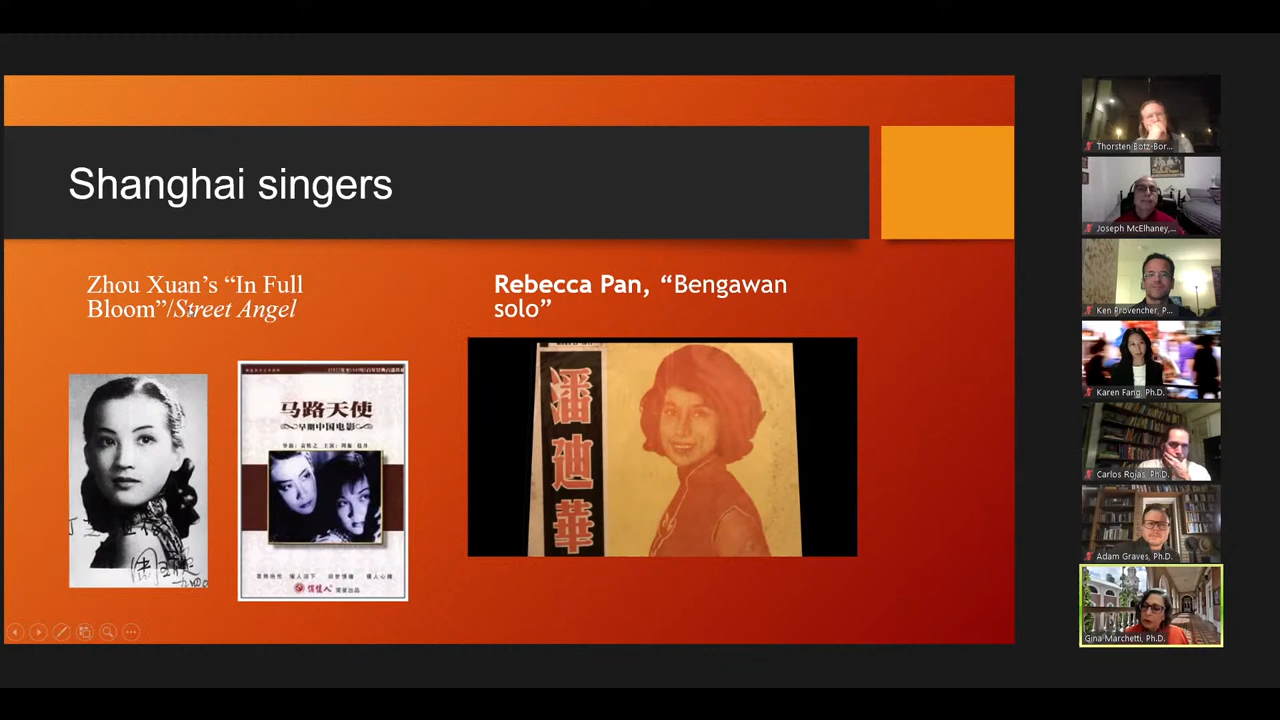 Shanghai singers
Zhou Xuan’s “In Full
Bloom”/Street Angel
Rebecca Pan, “Bengawan
solo”
马路天使
早期中国电影
潘
迪
華
Thorsten Botz-Bor...
Joseph McElhaney,...
Ken Provencher, P...
Karen Fang, Ph.D.
Carlos Rojas, Ph.D.
Adam Graves, Ph.D.
Gina Marchetti, Ph.D.